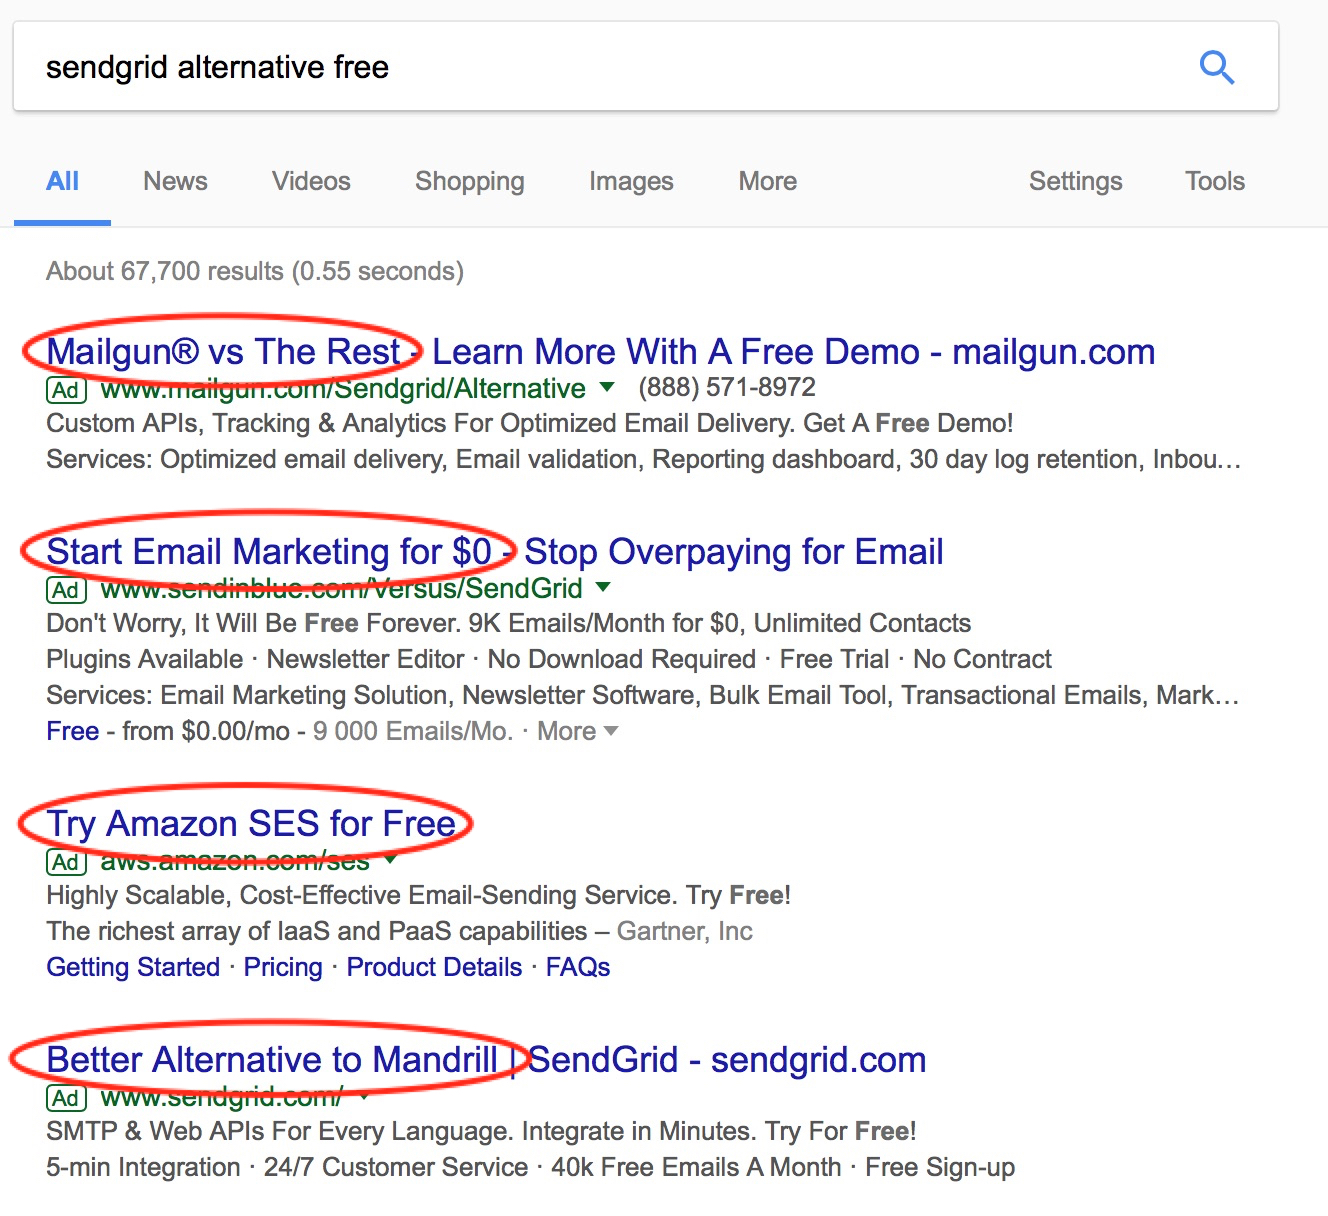 sendgrid alternative free
All News Videos Shopping Images More Settings Tools
About 67,700 results (0.55 seconds)
Mailgun® vs The Rest - Learn More With A Free Demo - mailgun.com
Ad www.mailgun.com/Sendgrid/Alternative (888) 571-8972
Custom APIs, Tracking & Analytics For Optimized Email Delivery. Get A Free Demo!
Services: Optimized email delivery, Email validation, Reporting dashboard, 30 day log retention, Inbou…
Start Email Marketing for $0 - Stop Overpaying for Email
Ad www.sendinblue.com/Versus/SendGrid
Don't Worry, It Will Be Free Forever. 9K Emails/Month for $0, Unlimited Contacts
Plugins Available · Newsletter Editor · No Download Required · Free Trial · No Contract
Services: Email Marketing Solution, Newsletter Software, Bulk Email Tool, Transactional Emails, Mark…
Free - from $0.00/mo - 9 000 Emails/Mo. · More
Try Amazon SES for Free
Ad aws.amazon.com/ses
Highly Scalable, Cost-Effective Email-Sending Service. Try Free!
The richest array of IaaS and PaaS capabilities – Gartner, Inc
Getting Started · Pricing · Product Details · FAQs
Better Alternative to Mandrill | SendGrid - sendgrid.com
Ad www.sendgrid.com/
SMTP & Web APIs For Every Language. Integrate in Minutes. Try For Free!
5-min Integration · 24/7 Customer Service · 40k Free Emails A Month · Free Sign-up